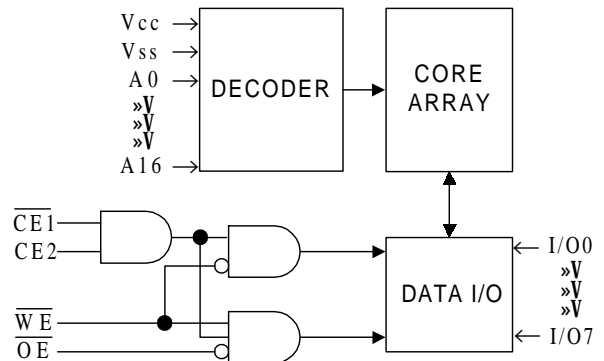 Vcc
Vss
A0
»V
»V
»V
A16
DECODER
CORE
ARRAY
CE1
CE2
WE
OE
DATA I/O
I/O0
»V
»V
»V
I/O7